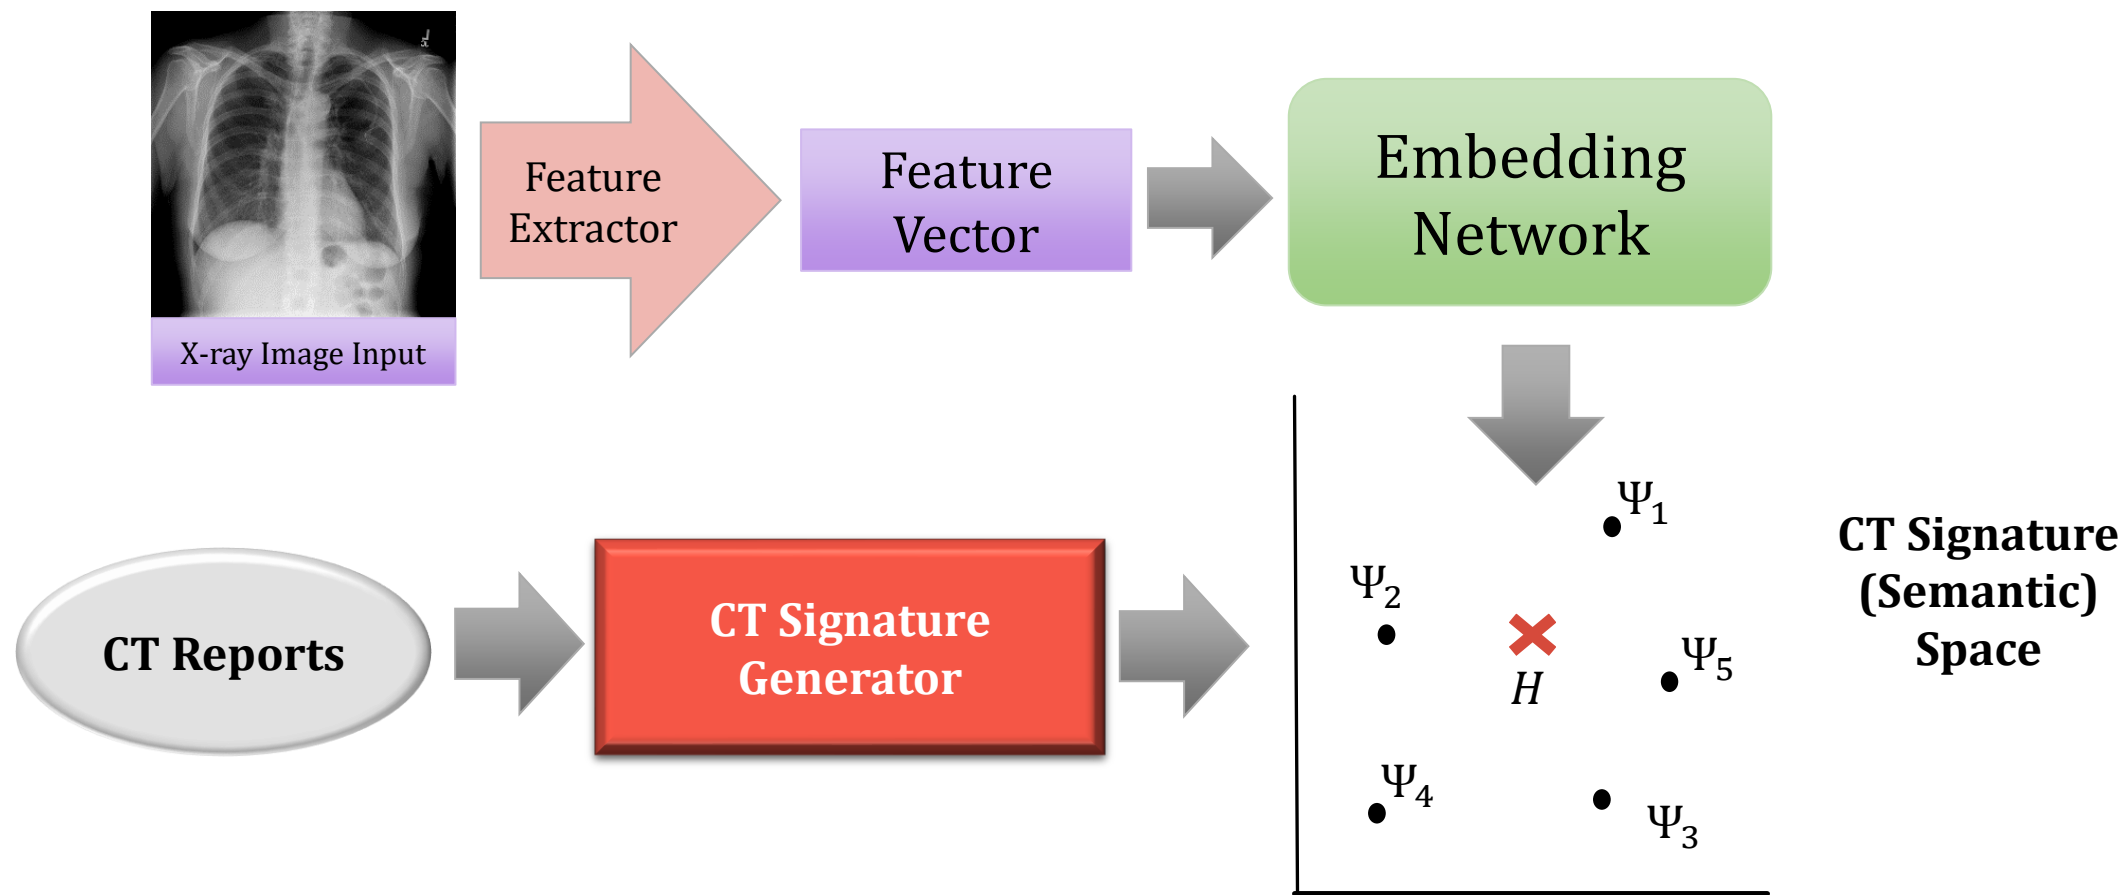 X-ray Image Input
Feature
Extractor
Feature
Vector
Embedding
Network
CT Reports
CT Signature
Generator
Ψ1
Ψ2
H
Ψ5
Ψ4
Ψ3
CT Signature
(Semantic)
Space